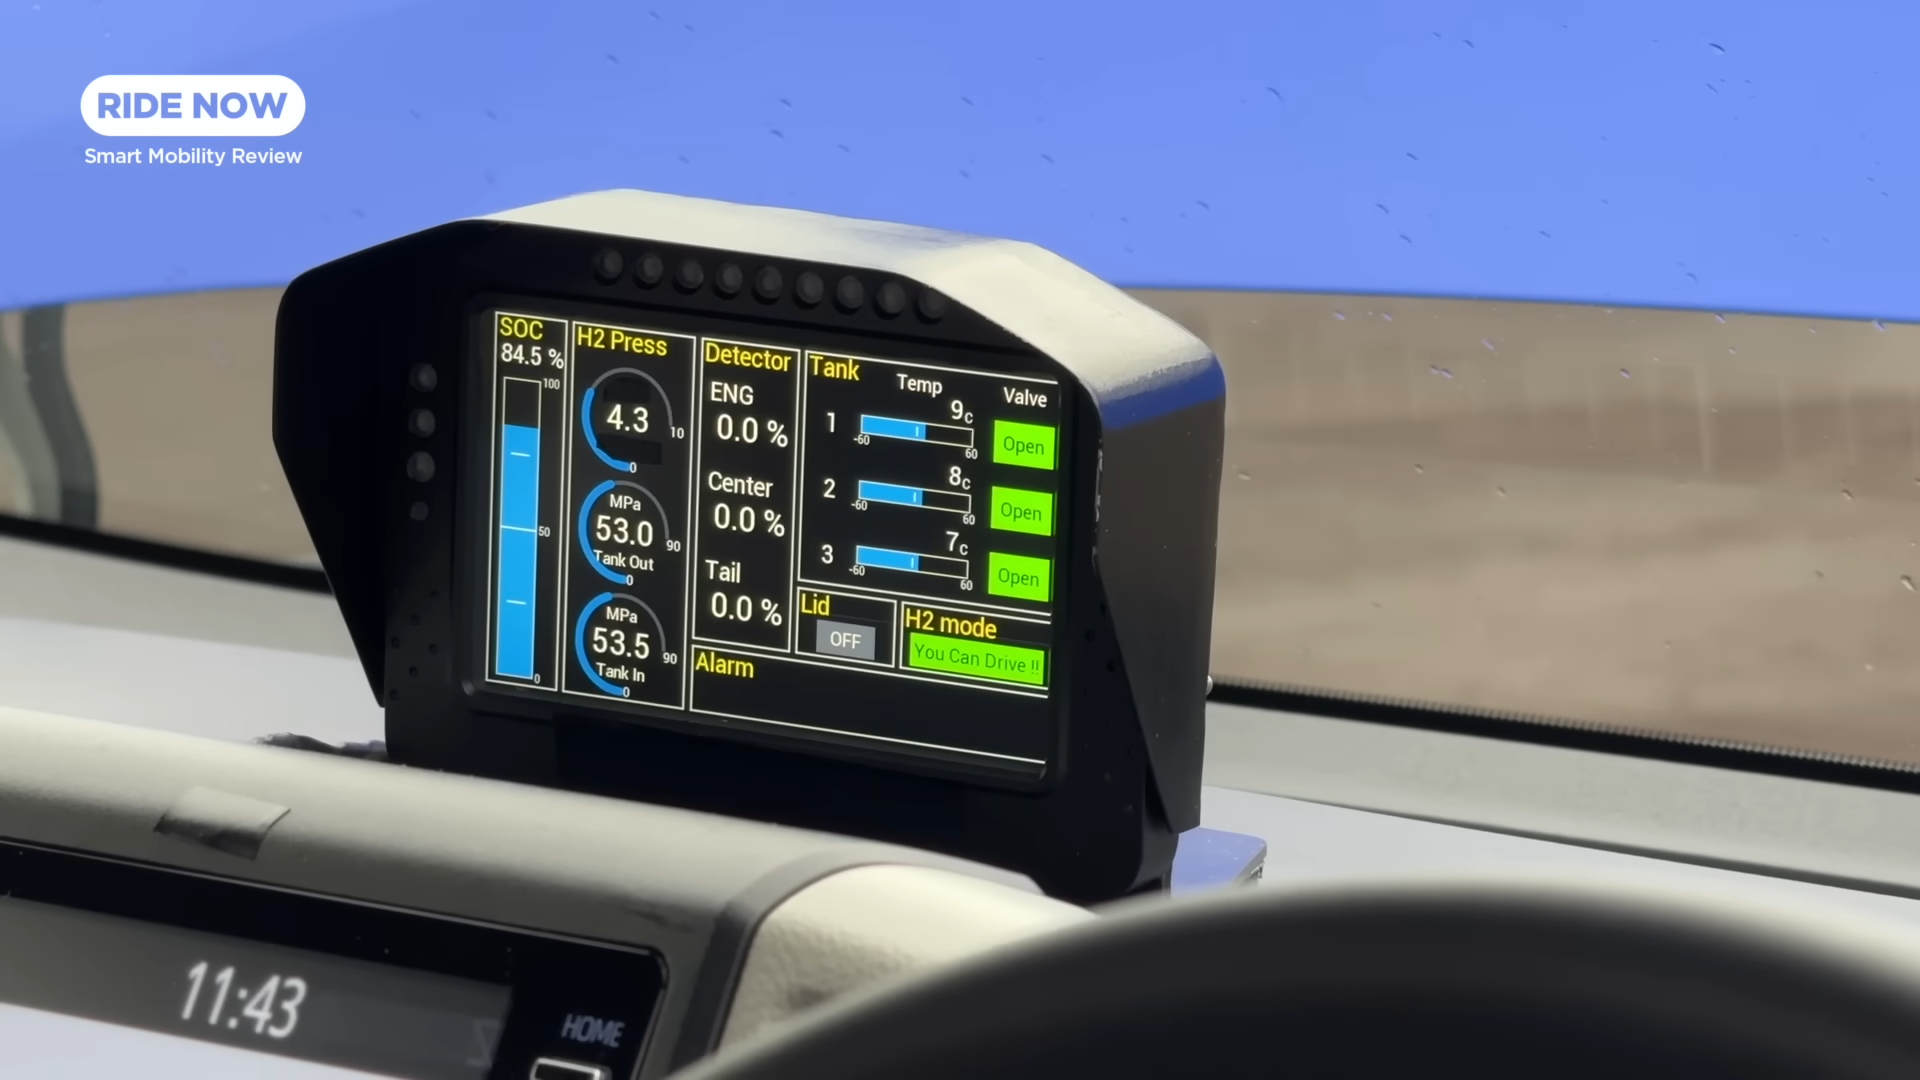 RIDE NOW
Smart Mobility Review
SOC
84.5 %
100
50
0
H2 Press
4.3
10
0
MPa
53.0
90
Tank Out
0
MPa
53.5
90
Tank In
0
Detector
ENG
0.0 %
Center
0.0 %
Tail
0.0 %
Tank
Temp
Valve
1
9c
-60
60
Open
2
8c
-60
60
Open
3
7c
-60
60
Open
Lid
OFF
H2 mode
You Can Drive !!
Alarm
11:43
HOME